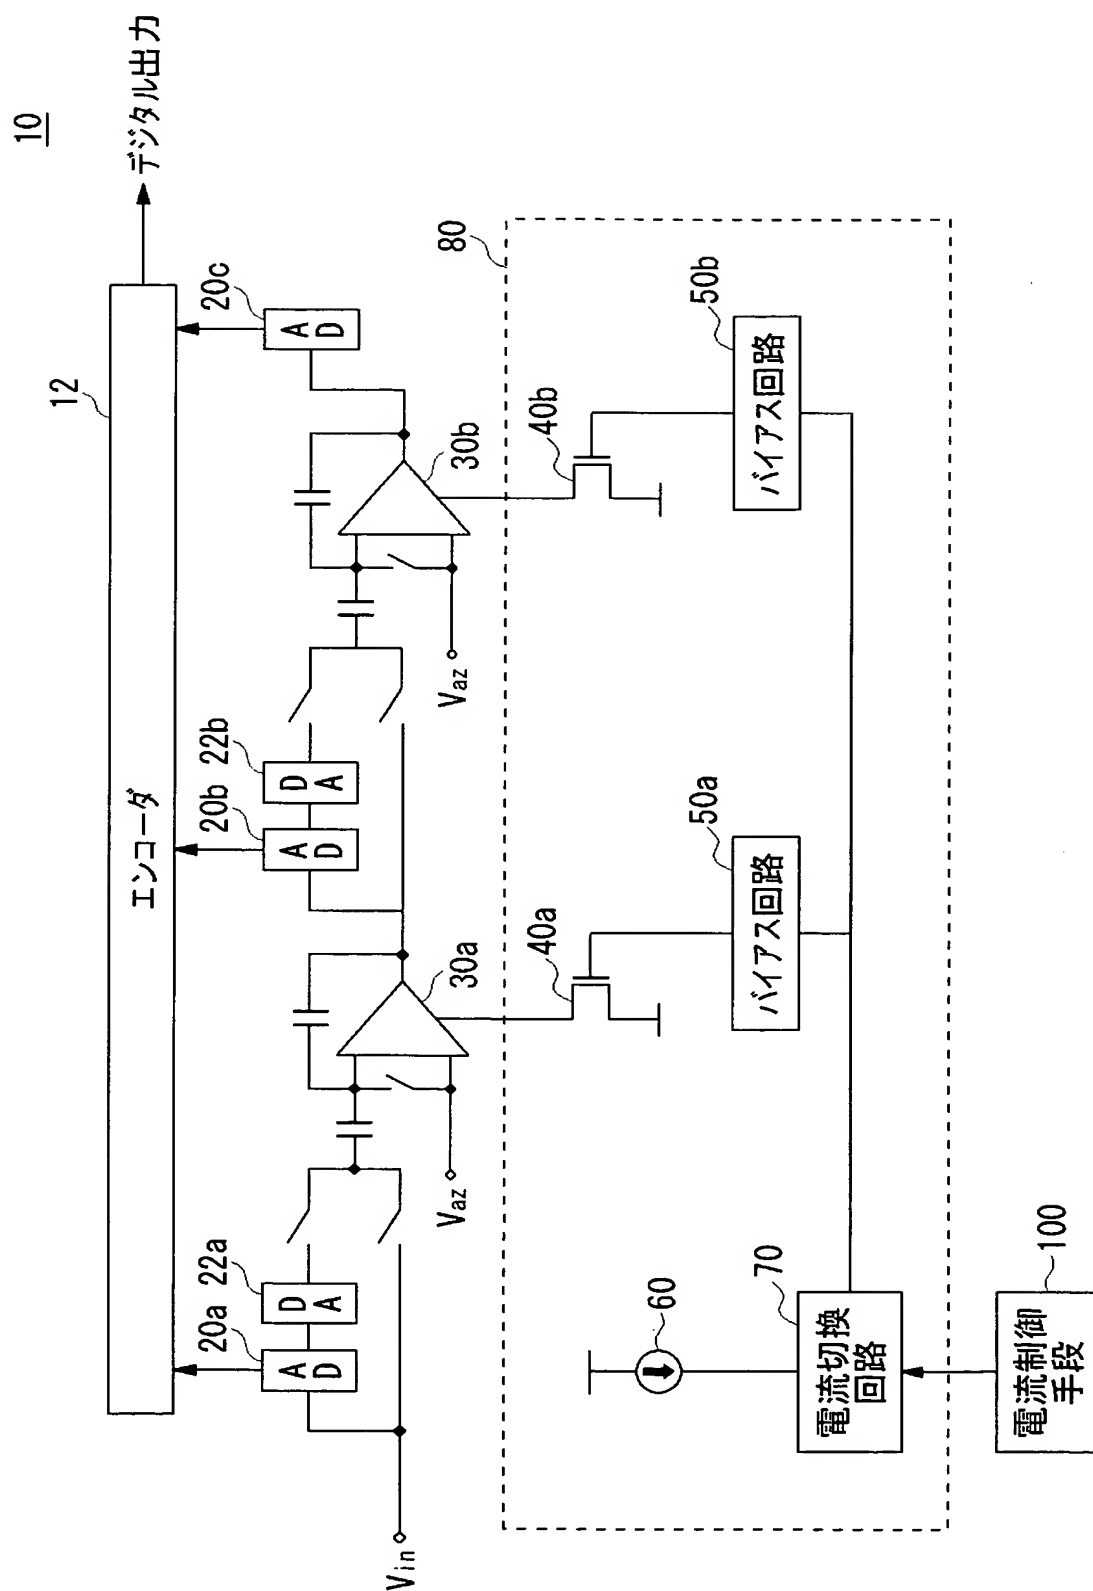 10
デジタル出力
12
エンコーダ
20a
22a
20b
22b
20c
A
D
D
A
A
D
D
A
A
D
30a
30b
Vin
Vaz
Vaz
80
40a
40b
50a
バイアス回路
50b
バイアス回路
60
70
電流切換
回路
100
電流制御
手段